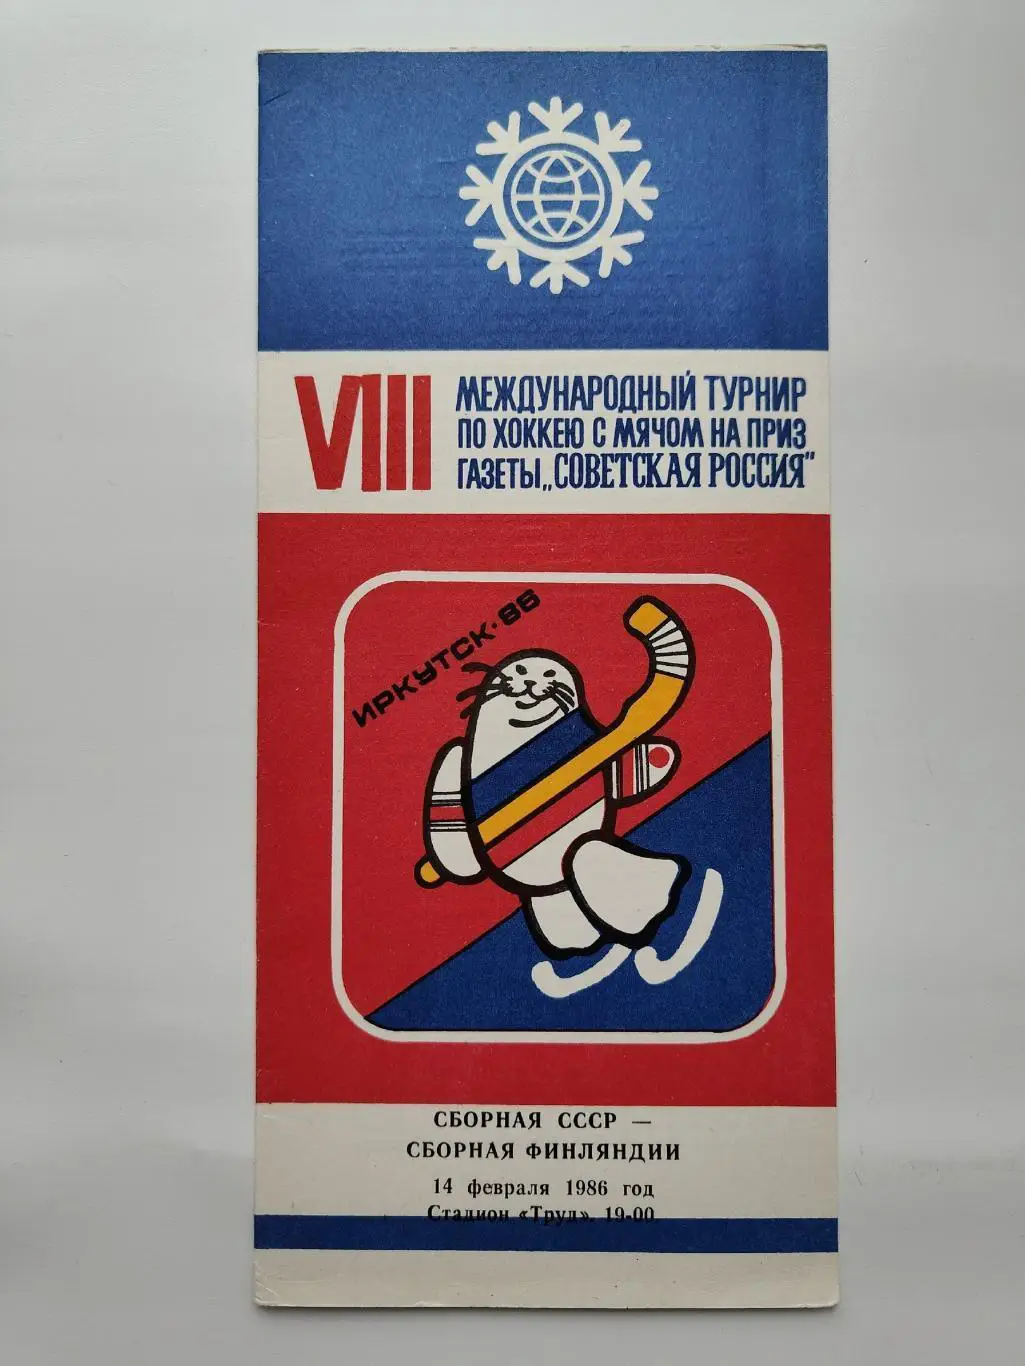 VIII
МЕЖДУНАРОДНЫЙ ТУРНИР
ПО ХОККЕЮ С МЯЧОМ НА ПРИЗ
ГАЗЕТЫ „СОВЕТСКАЯ РОССИЯ"
ИРКУТСК·86
СБОРНАЯ СССР —
СБОРНАЯ ФИНЛЯНДИИ
14 февраля 1986 год
Стадион «Труд». 19-00.